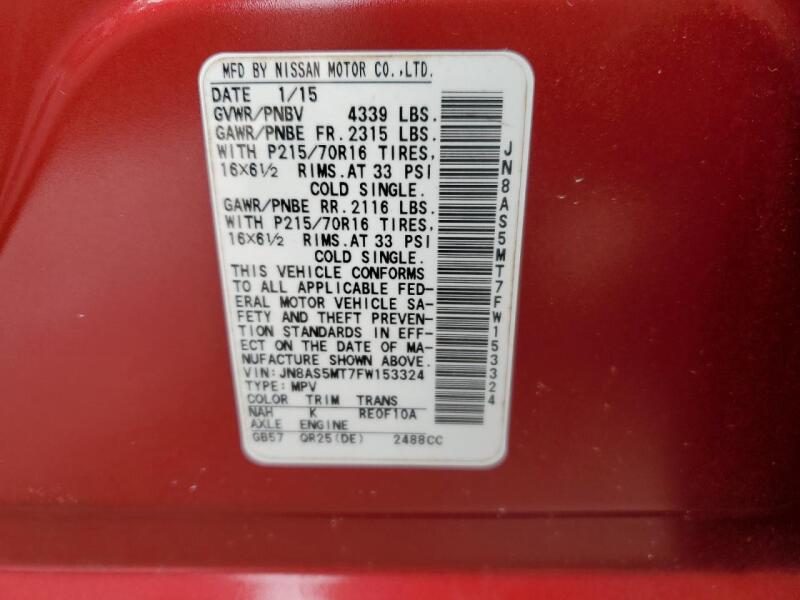 MFD BY NISSAN MOTOR CO.,LTD.
DATE 1/15
GVWR/PNBV 4339 LBS.
GAWR/PNBE FR. 2315 LBS.
WITH P215/70R16 TIRES,
16×6½ RIMS.AT 33 PSI
COLD SINGLE.
GAWR/PNBE RR. 2116 LBS.
WITH P215/70R16 TIRES,
16×6½ RIMS.AT 33 PSI
COLD SINGLE.
THIS VEHICLE CONFORMS
TO ALL APPLICABLE FED-
ERAL MOTOR VEHICLE SA-
FETY AND THEFT PREVEN-
TION STANDARDS IN EFF-
ECT ON THE DATE OF MA-
NUFACTURE SHOWN ABOVE.
VIN: JN8AS5MT7FW153324
TYPE: MPV
COLOR TRIM TRANS
NAH K RE0F10A
AXLE ENGINE
GB57 QR25(DE) 2488CC
JN8AS5MT7FW153324